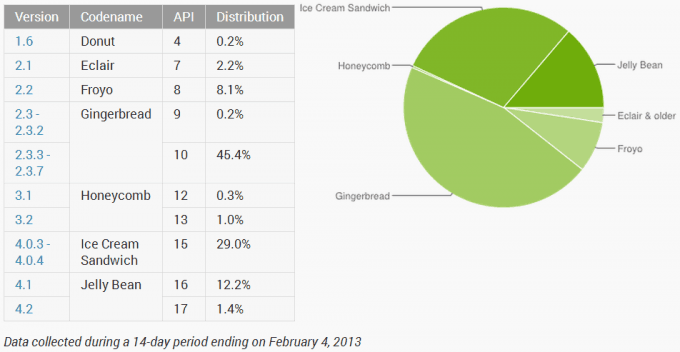 Version Codename API Distribution
1.6 Donut 4 0.2%
2.1 Eclair 7 2.2%
2.2 Froyo 8 8.1%
2.3 - Gingerbread 9 0.2%
2.3.2
2.3.3 - 10 45.4%
2.3.7
3.1 Honeycomb 12 0.3%
3.2 13 1.0%
4.0.3 - Ice Cream 15 29.0%
4.0.4 Sandwich
4.1 Jelly Bean 16 12.2%
4.2 17 1.4%
Ice Cream Sandwich
Jelly Bean
Honeycomb
Eclair & older
Froyo
Gingerbread
Data collected during a 14-day period ending on February 4, 2013